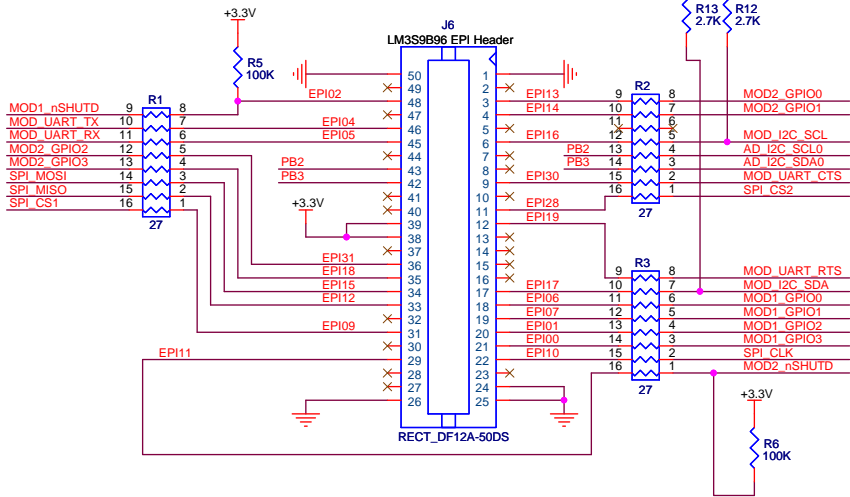 R13
2.7K
R12
2.7K
+3.3V
J6
LM3S9B96 EPI Header
R5
100K
R1
MOD1_nSHUTD 9 8 EPI02
MOD_UART_TX 10 7 EPI04
MOD_UART_RX 11 6 EPI05
MOD2_GPIO2 12 5
MOD2_GPIO3 13 4
SPI_MOSI 14 3
SPI_MISO 15 2
SPI_CS1 16 1
27
PB2
PB3
+3.3V
EPI31
EPI18
EPI15
EPI12
EPI09
EPI11
50 1
49 2
48 3
47 4
46 5
45 6
44 7
43 8
42 9
41 10
40 11
39 12
38 13
37 14
36 15
35 16
34 17
33 18
32 19
31 20
30 21
29 22
28 23
27 24
26 25
RECT_DF12A-50DS
R2
EPI13 9 8 MOD2_GPIO0
EPI14 10 7 MOD2_GPIO1
11 6
EPI16 12 5 MOD_I2C_SCL
PB2 13 4 AD_I2C_SCL0
PB3 14 3 AD_I2C_SDA0
EPI30 15 2 MOD_UART_CTS
16 1 SPI_CS2
EPI28
EPI19
27
R3
9 8 MOD_UART_RTS
EPI17 10 7 MOD_I2C_SDA
EPI06 11 6 MOD1_GPIO0
EPI07 12 5 MOD1_GPIO1
EPI01 13 4 MOD1_GPIO2
EPI00 14 3 MOD1_GPIO3
EPI10 15 2 SPI_CLK
16 1 MOD2_nSHUTD
27
+3.3V
R6
100K